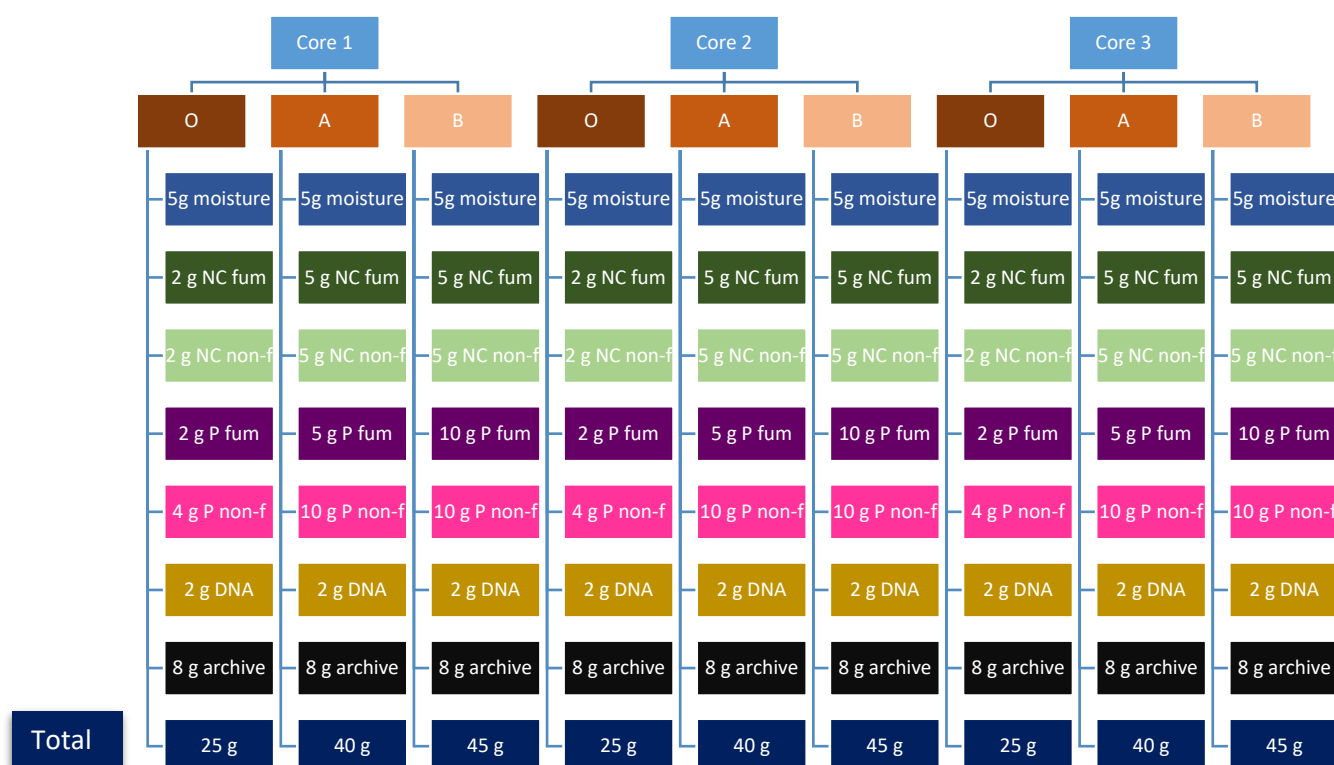 Core 1 Core 2 Core 3
O A B O A B O A B
5g moisture 5g moisture 5g moisture 5g moisture 5g moisture 5g moisture 5g moisture 5g moisture 5g moisture
2 g NC fum 5 g NC fum 5 g NC fum 2 g NC fum 5 g NC fum 5 g NC fum 2 g NC fum 5 g NC fum 5 g NC fum
2 g NC non-f 5 g NC non-f 5 g NC non-f 2 g NC non-f 5 g NC non-f 5 g NC non-f 2 g NC non-f 5 g NC non-f 5 g NC non-f
2 g P fum 5 g P fum 10 g P fum 2 g P fum 5 g P fum 10 g P fum 2 g P fum 5 g P fum 10 g P fum
4 g P non-f 10 g P non-f 10 g P non-f 4 g P non-f 10 g P non-f 10 g P non-f 4 g P non-f 10 g P non-f 10 g P non-f
2 g DNA 2 g DNA 2 g DNA 2 g DNA 2 g DNA 2 g DNA 2 g DNA 2 g DNA 2 g DNA
8 g archive 8 g archive 8 g archive 8 g archive 8 g archive 8 g archive 8 g archive 8 g archive 8 g archive
Total 25 g 40 g 45 g 25 g 40 g 45 g 25 g 40 g 45 g